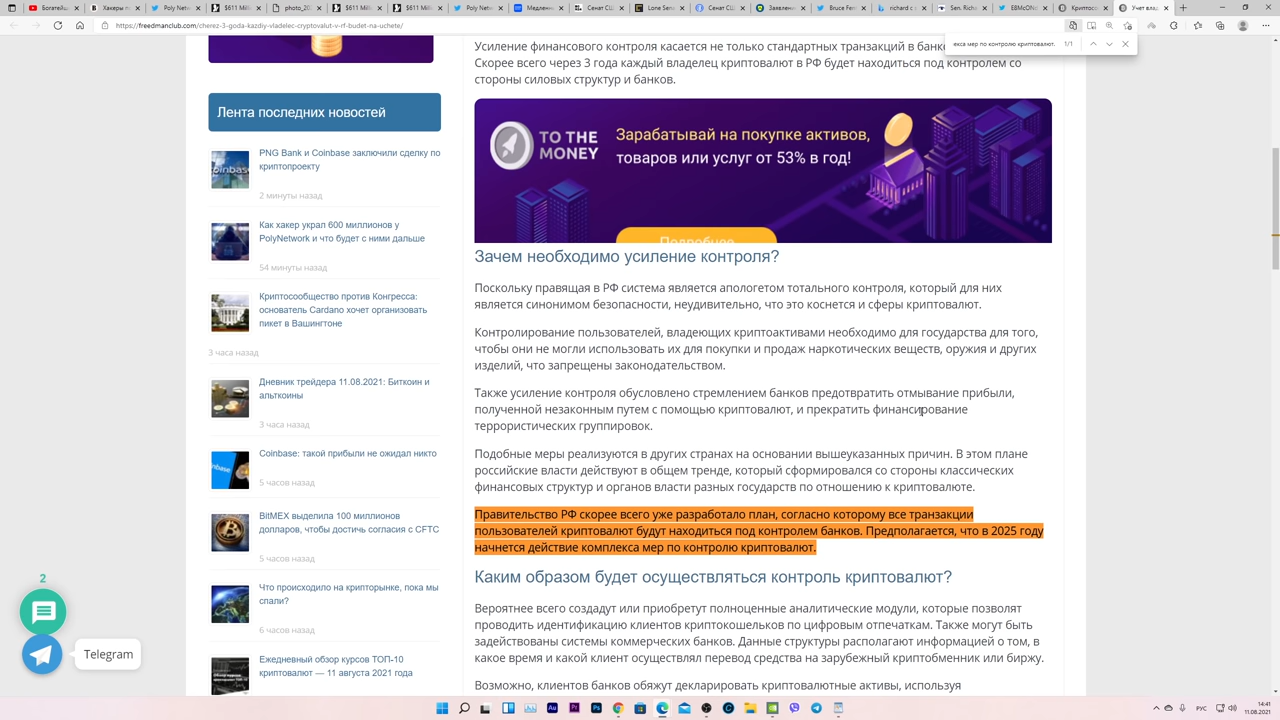 https://freedmanclub.com/cherez-3-goda-kazdiy-vladelec-cryptovalut-v-rf-budet-na-uchete/
екса мер по контролю криптовалют.
1/1
Усиление финансового контроля касается не только стандартных транзакций в банко
Скорее всего через 3 года каждый владелец криптовалют в РФ будет находиться под контролем со
стороны силовых структур и банков.
TO THE
MONEY
Зарабатывай на покупке активов,
товаров или услуг от 53% в год!
Подробнее
Лента последних новостей
PNG Bank и Coinbase заключили сделку по
криптопроекту
2 минуты назад
Как хакер украл 600 миллионов у
PolyNetwork и что будет с ними дальше
54 минуты назад
Криптосообщество против Конгресса:
основатель Cardano хочет организовать
пикет в Вашингтоне
3 часа назад
Дневник трейдера 11.08.2021: Биткоин и
альткоины
3 часа назад
Coinbase: такой прибыли не ожидал никто
5 часов назад
BitMEX выделила 100 миллионов
долларов, чтобы достичь согласия с CFTC
5 часов назад
Что происходило на крипторынке, пока мы
спали?
6 часов назад
Ежедневный обзор курсов ТОП-10
криптовалют — 11 августа 2021 года
Зачем необходимо усиление контроля?
Поскольку правящая в РФ система является апологетом тотального контроля, который для них
является синонимом безопасности, неудивительно, что это коснется и сферы криптовалют.
Контролирование пользователей, владеющих криптоактивами необходимо для государства для того,
чтобы они не могли использовать их для покупки и продаж наркотических веществ, оружия и других
изделий, что запрещены законодательством.
Также усиление контроля обусловлено стремлением банков предотвратить отмывание прибыли,
полученной незаконным путем с помощью криптовалют, и прекратить финансирование
террористических группировок.
Подобные меры реализуются в других странах на основании вышеуказанных причин. В этом плане
российские власти действуют в общем тренде, который сформировался со стороны классических
финансовых структур и органов власти разных государств по отношению к криптовалюте.
Правительство РФ скорее всего уже разработало план, согласно которому все транзакции
пользователей криптовалют будут находиться под контролем банков. Предполагается, что в 2025 году
начнется действие комплекса мер по контролю криптовалют.
Каким образом будет осуществляться контроль криптовалют?
Вероятнее всего создадут или приобретут полноценные аналитические модули, которые позволят
проводить идентификацию клиентов криптокошельков по цифровым отпечаткам. Также могут быть
задействованы системы коммерческих банков. Данные структуры располагают информацией о том, в
какое время и какой клиент осуществлял перевод средства на зарубежный криптообменник или биржу.
2
Telegram
14:41
11.08.2021